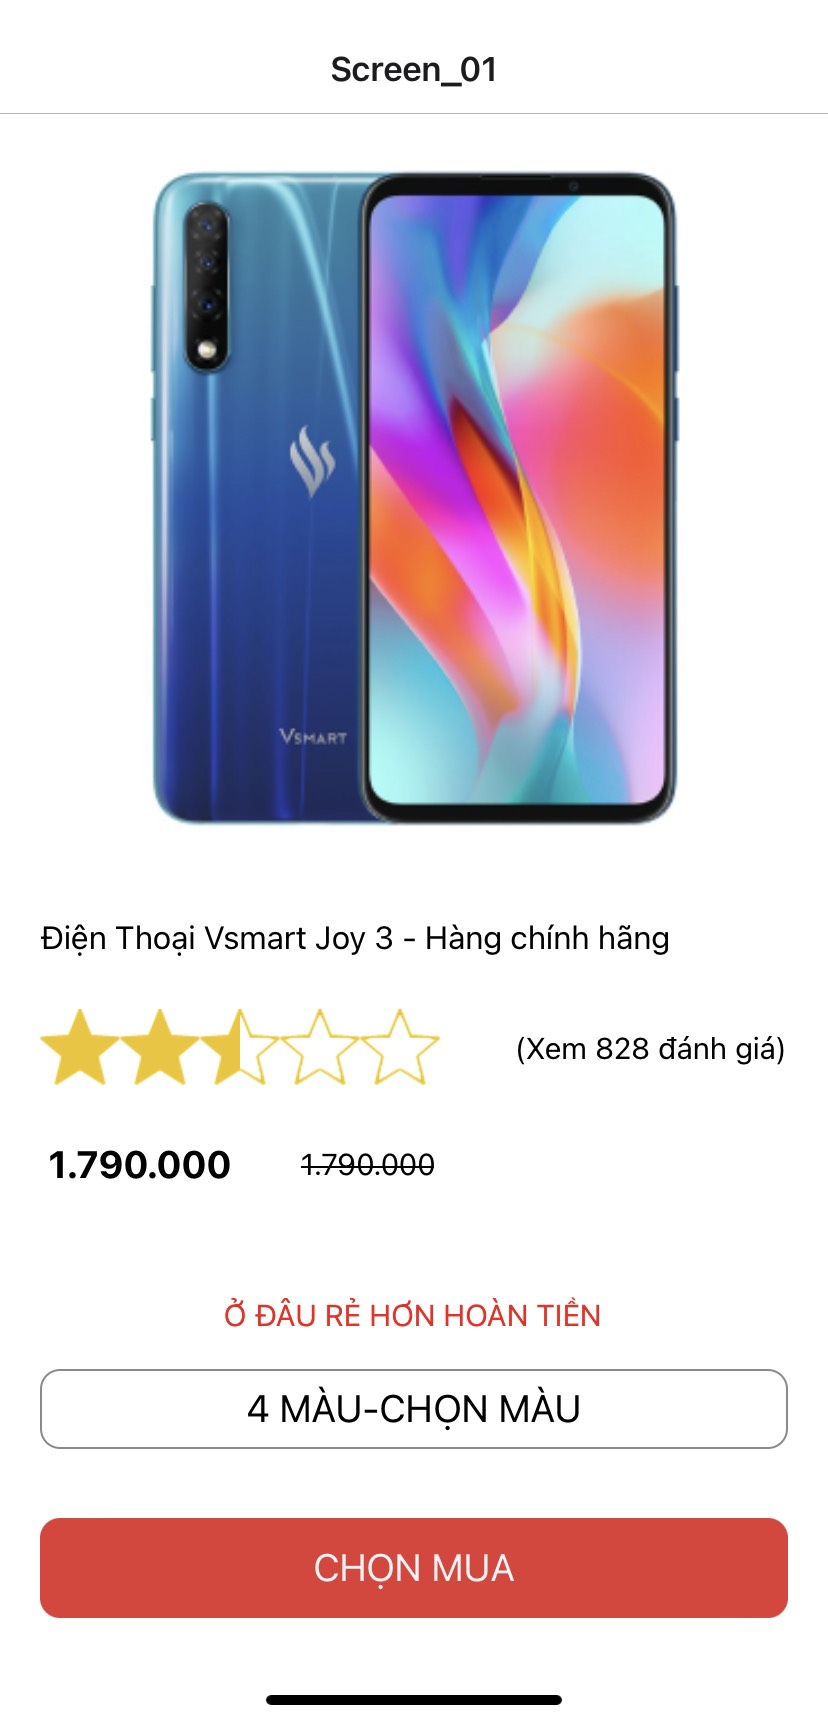 Screen_01
VSMART
Điện Thoại Vsmart Joy 3 - Hàng chính hãng
(Xem 828 đánh giá)
1.790.000 1.790.000
Ở ĐÂU RẺ HƠN HOÀN TIỀN
4 MÀU-CHỌN MÀU
CHỌN MUA